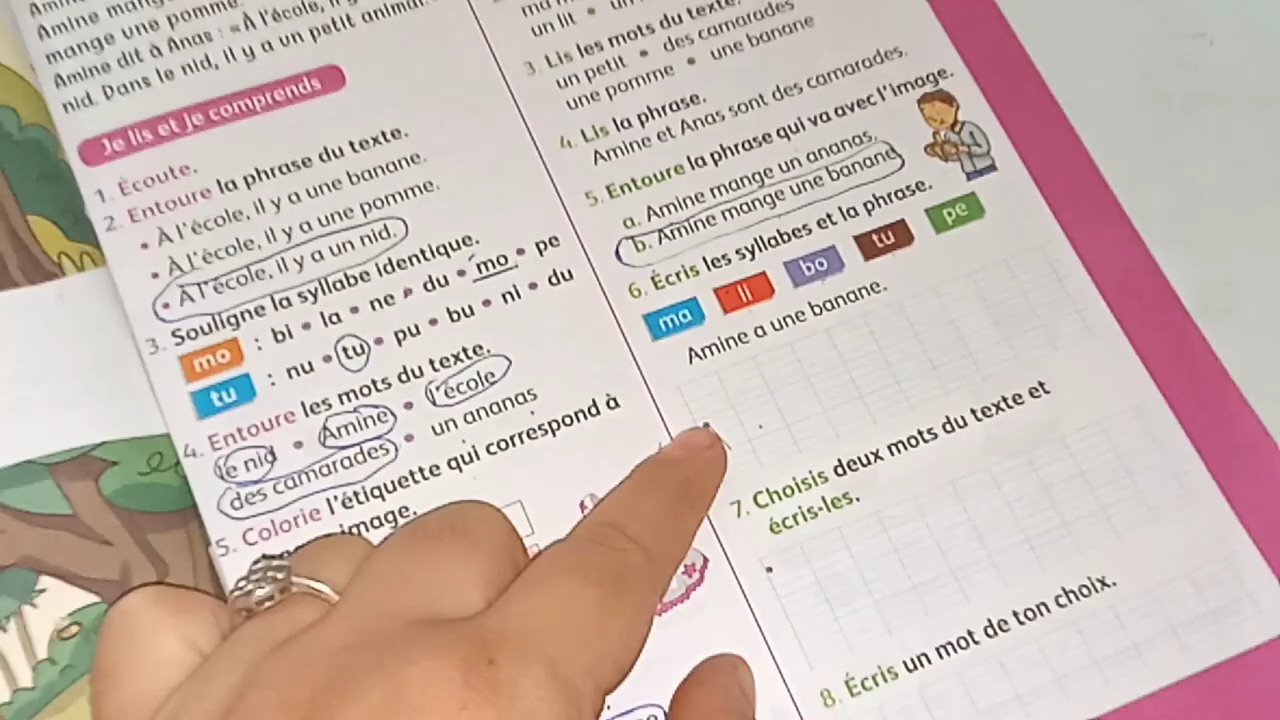 Amine mang
mange une pomme.
Amine dit à Anas : «À l'école, il y
nid. Dans le nid, il y a un petit animal.
Je lis et je comprends
1. Écoute.
2. Entoure la phrase du texte.
• À l'école, il y a une banane.
• À l'école, il y a une pomme.
• À l'école, il y a un nid.
3. Souligne la syllabe identique.
mo : bi • la • ne • du • mo • pe
tu : nu • tu • pu • bu • ni • du
4. Entoure les mots du texte.
le nid • Amine • l'école
des camarades • un ananas
5. Colorie l'étiquette qui correspond à
image.
un lit •
3. Lis les mots du texte.
un petit • des camarades
une pomme • une banane
4. Lis la phrase.
Amine et Anas sont des camarades.
5. Entoure la phrase qui va avec l'image.
a. Amine mange un ananas.
b. Amine mange une banane
6. Écris les syllabes et la phrase.
ma li bo tu pe
Amine a une banane.
7. Choisis deux mots du texte et
écris-les.
8. Écris un mot de ton choix.